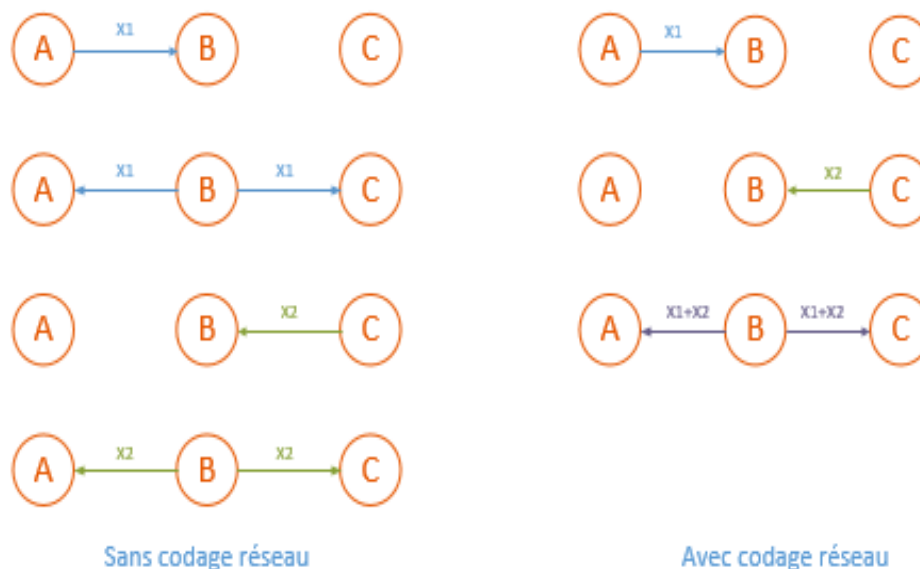 X1
A B C
X1 X1
A B C
X2
A B C
X2 X2
A B C
Sans codage réseau
X1
A B C
X2
A B C
X1+X2 X1+X2
A B C
Avec codage réseau